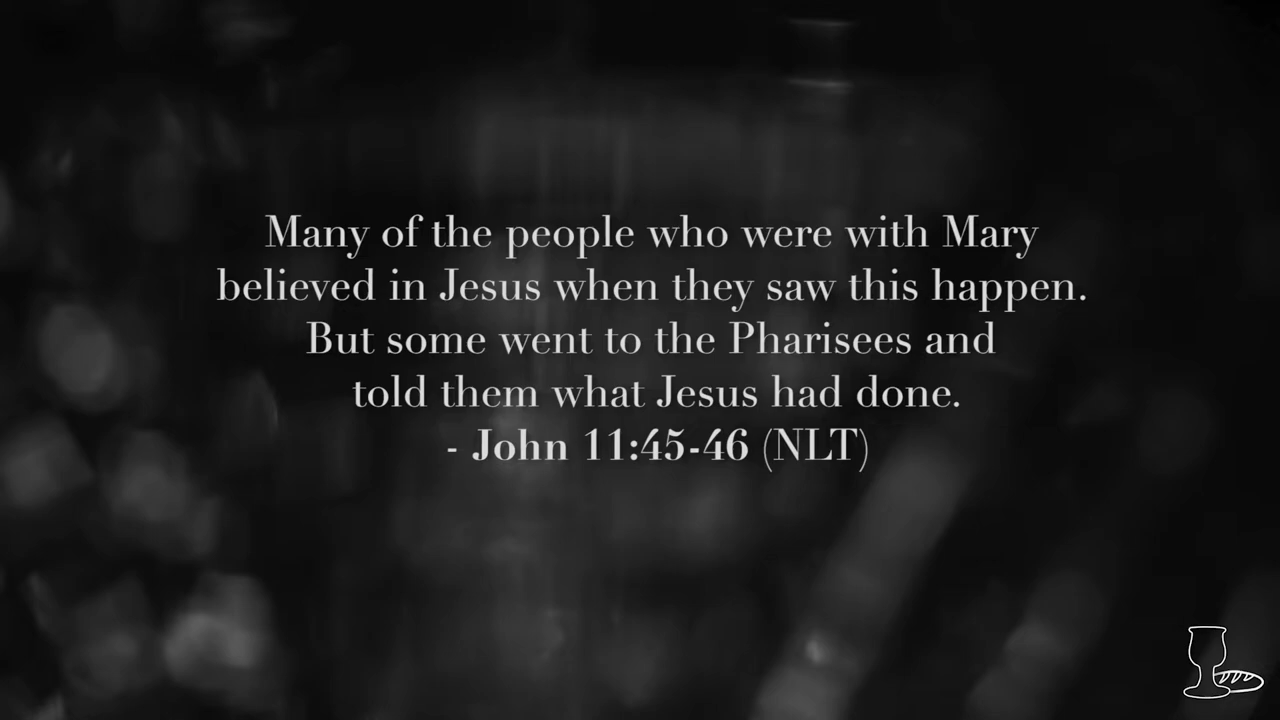 Many of the people who were with Mary
believed in Jesus when they saw this happen.
But some went to the Pharisees and
told them what Jesus had done.
- John 11:45-46 (NLT)